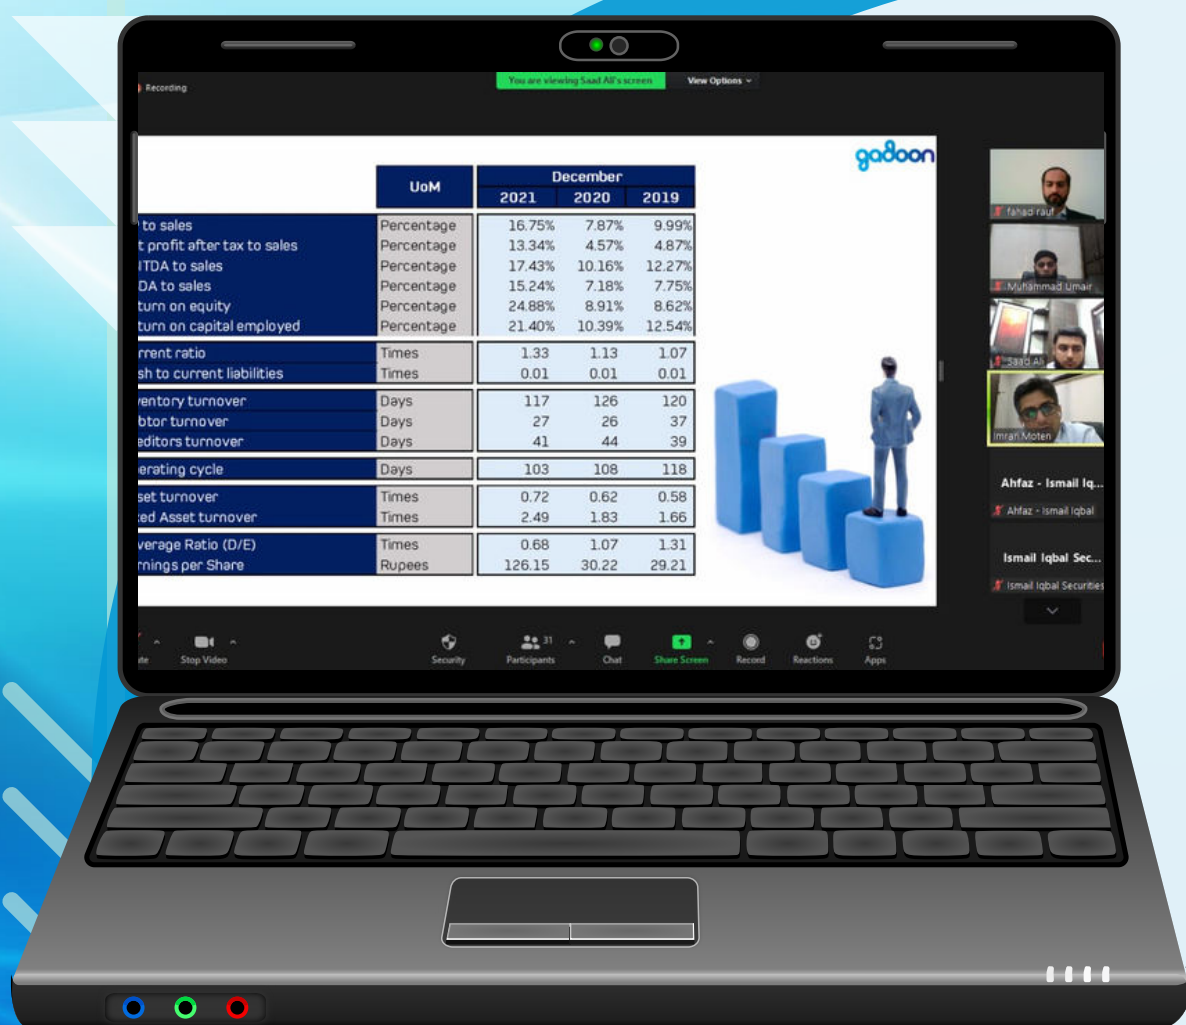 Recording
You are viewing Saad Ali's screen View Options
gadoon
UoM December
2021 2020 2019
to sales Percentage 16.75% 7.87% 9.99%
t profit after tax to sales Percentage 13.34% 4.57% 4.87%
ITDA to sales Percentage 17.43% 10.16% 12.27%
DA to sales Percentage 15.24% 7.18% 7.75%
turn on equity Percentage 24.88% 8.91% 8.62%
turn on capital employed Percentage 21.40% 10.39% 12.54%
rrent ratio Times 1.33 1.13 1.07
sh to current liabilities Times 0.01 0.01 0.01
ventory turnover Days 117 126 120
btor turnover Days 27 26 37
editors turnover Days 41 44 39
erating cycle Days 103 108 118
set turnover Times 0.72 0.62 0.58
ed Asset turnover Times 2.49 1.83 1.66
verage Ratio (D/E) Times 0.68 1.07 1.31
rnings per Share Rupees 126.15 30.22 29.21
fahad rauf
Muhammad Umair
Saad Ali
Imran Moten
Ahfaz - Ismail Iq...
Ahfaz - Ismail Iqbal
Ismail Iqbal Sec...
Ismail Iqbal Securities
ute Stop Video Security Participants 31 Chat Share Screen Record Reactions Apps